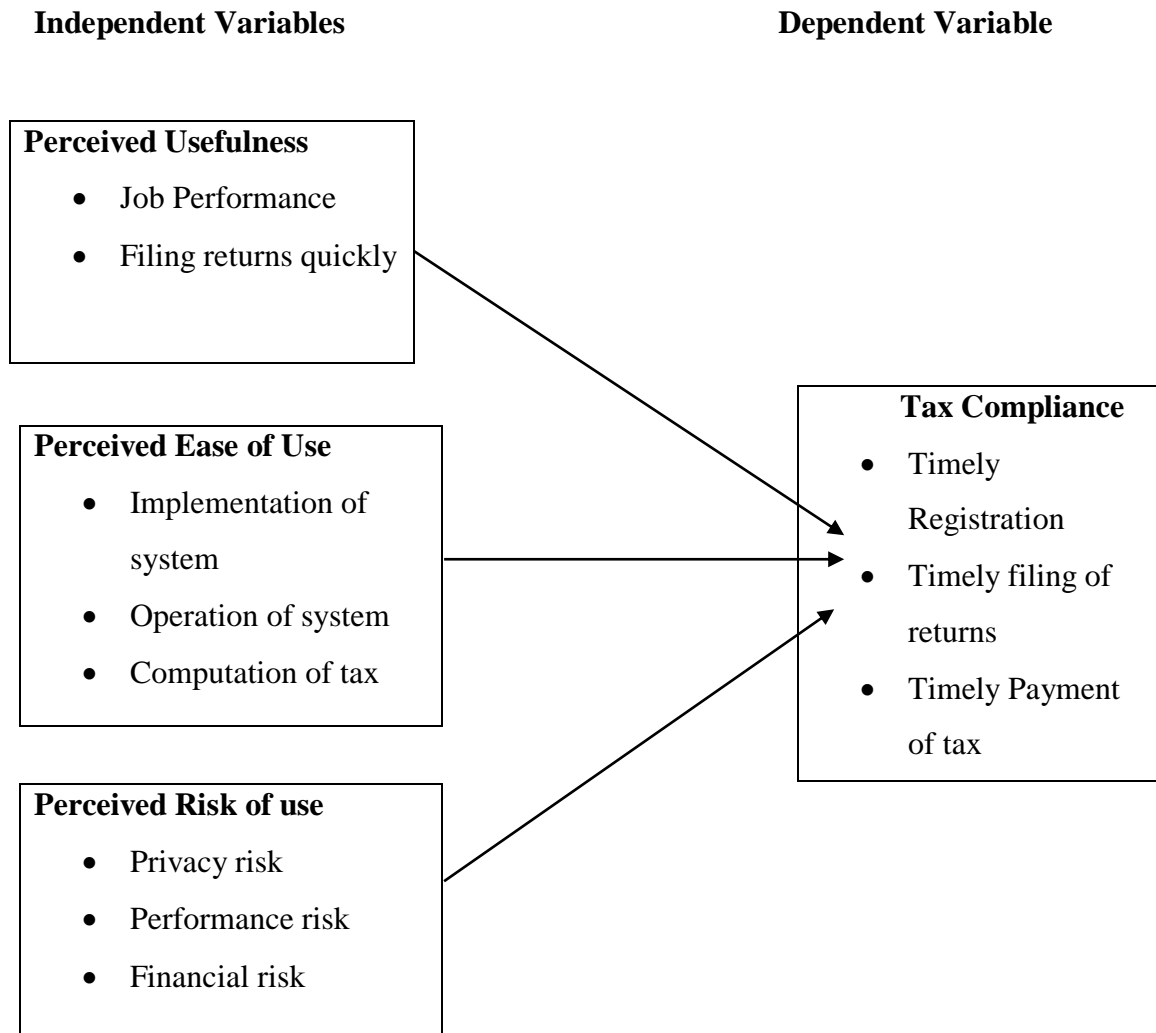 Independent Variables
Dependent Variable
Perceived Usefulness
• Job Performance
• Filing returns quickly
Perceived Ease of Use
• Implementation of
system
• Operation of system
• Computation of tax
Perceived Risk of use
• Privacy risk
• Performance risk
• Financial risk
Tax Compliance
• Timely
Registration
• Timely filing of
returns
• Timely Payment
of tax